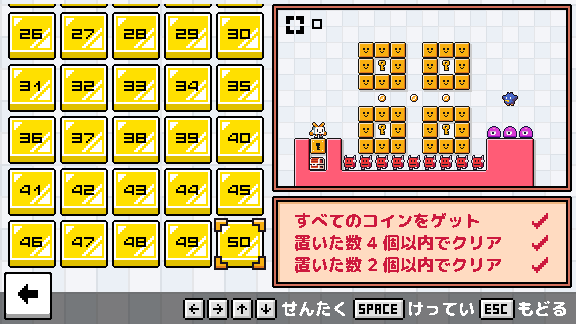 26 27 28 29 30
31 32 33 34 35
36 37 38 39 40
41 42 43 44 45
46 47 48 49 50
すべてのコインをゲット
置いた数4個以内でクリア
置いた数2個以内でクリア
せんたく SPACE けってい ESC もどる